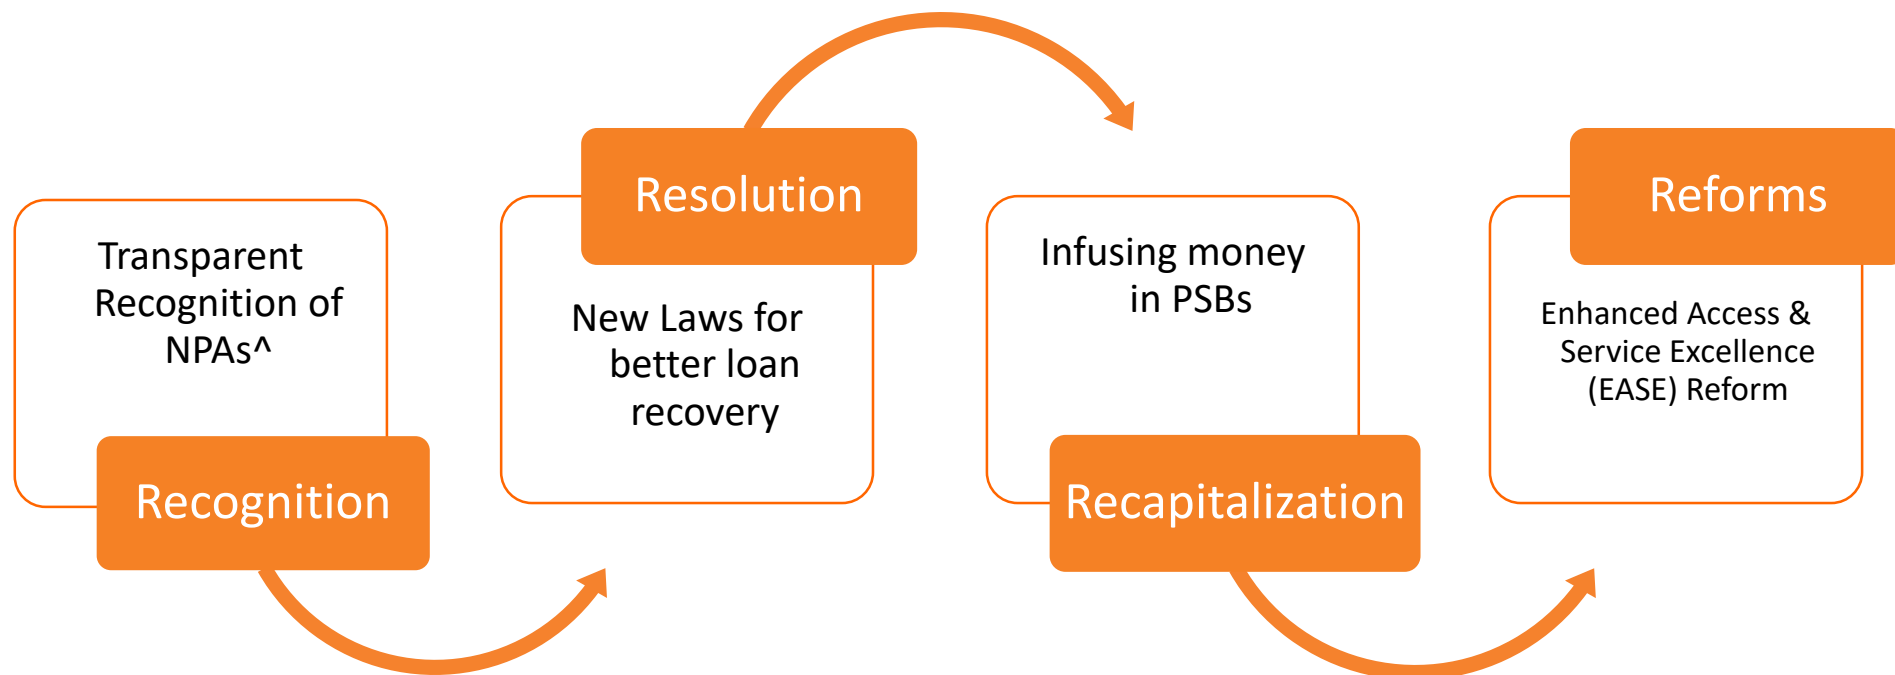 Transparent
Recognition of
NPAs^
Recognition
Resolution
New Laws for
better loan
recovery
Infusing money
in PSBs
Recapitalization
Reforms
Enhanced Access &
Service Excellence
(EASE) Reform